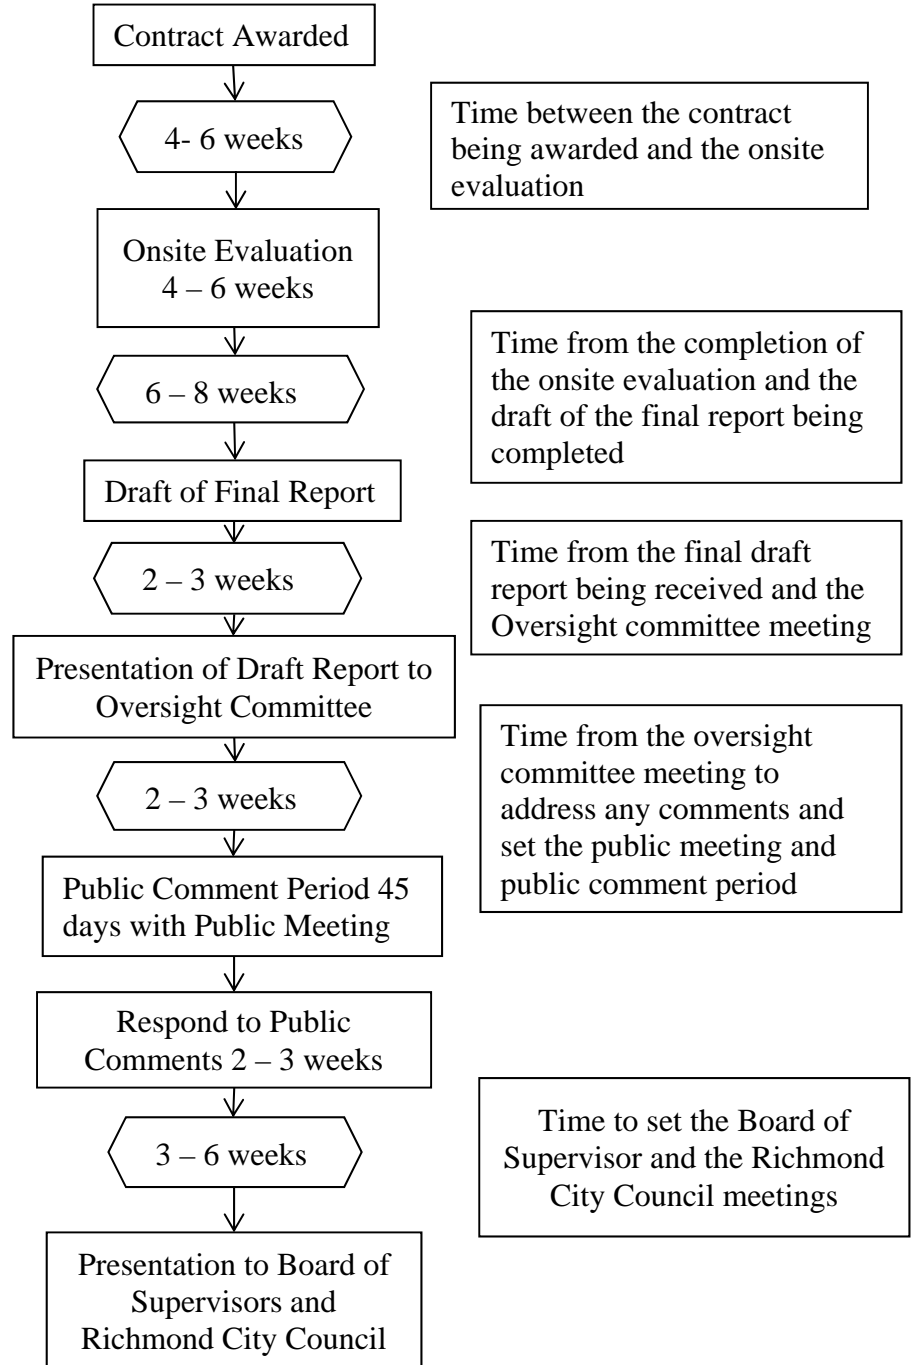 Contract Awarded
4- 6 weeks
Time between the contract
being awarded and the onsite
evaluation
Onsite Evaluation
4 – 6 weeks
6 – 8 weeks
Time from the completion of
the onsite evaluation and the
draft of the final report being
completed
Draft of Final Report
2 – 3 weeks
Time from the final draft
report being received and the
Oversight committee meeting
Presentation of Draft Report to
Oversight Committee
2 – 3 weeks
Time from the oversight
committee meeting to
address any comments and
set the public meeting and
public comment period
Public Comment Period 45
days with Public Meeting
Respond to Public
Comments 2 – 3 weeks
3 – 6 weeks
Time to set the Board of
Supervisor and the Richmond
City Council meetings
Presentation to Board of
Supervisors and
Richmond City Council